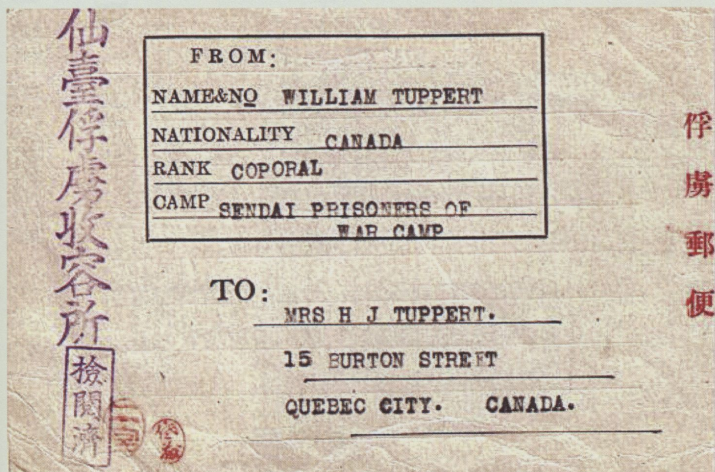 仙臺俘虜收容所
檢閲濟
FROM:
NAME&NO WILLIAM TUPPERT
NATIONALITY CANADA
RANK COPORAL
CAMP SENDAI PRISONERS OF
WAR CAMP
TO:
MRS H J TUPPERT.
15 BURTON STREET
QUEBEC CITY. CANADA.
俘虜郵便